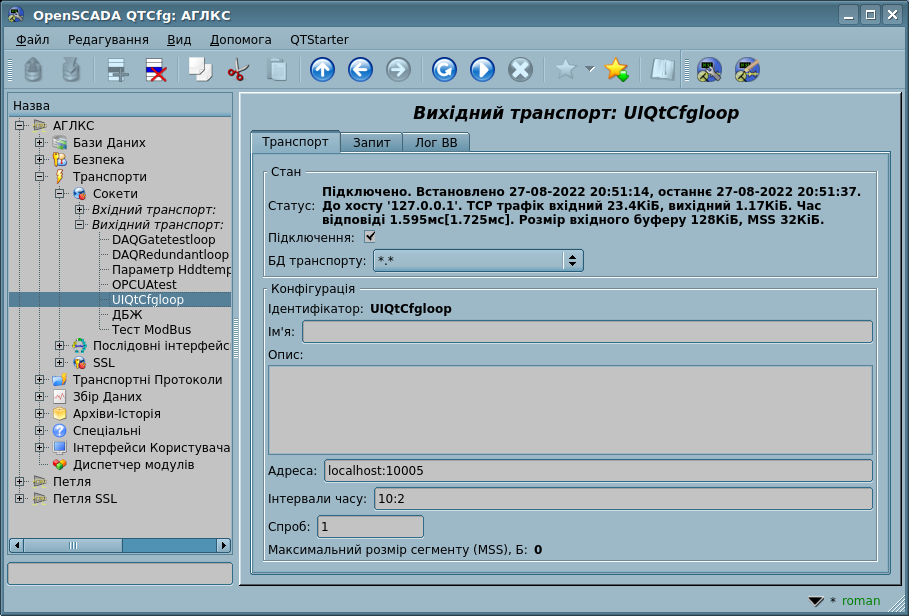 OpenSCADA QTCfg: АГЛКС
Файл Редагування Вид Допомога QTStarter
Назва
АГЛКС
Бази Даних
Безпека
Транспорти
Сокети
Вхідний транспорт:
Вихідний транспорт:
DAQGatetestloop
DAQRedundantloop
Параметр Hddtemp
OPCUAtest
UIQtCfgloop
ДБЖ
Тест ModBus
Послідовні інтерфейс
SSL
Транспортні Протоколи
Збір Даних
Архіви-Історія
Спеціальні
Інтерфейси Користувача
Диспетчер модулів
Петля
Петля SSL
Вихідний транспорт: UIQtCfgloop
Транспорт Запит Лог ВВ
Стан
Статус: Підключено. Встановлено 27-08-2022 20:51:14, останнє 27-08-2022 20:51:37.
До хосту '127.0.0.1'. TCP трафік вхідний 23.4КіБ, вихідний 1.17КіБ. Час
відповіді 1.595мс[1.725мс]. Розмір вхідного буферу 128КіБ, MSS 32КіБ.
Підключення:
БД транспорту: *.*
Конфігурація
Ідентифікатор: UIQtCfgloop
Ім'я:
Опис:
Адреса: localhost:10005
Інтервали часу: 10:2
Спроб: 1
Максимальний розмір сегменту (MSS), Б: 0
* roman